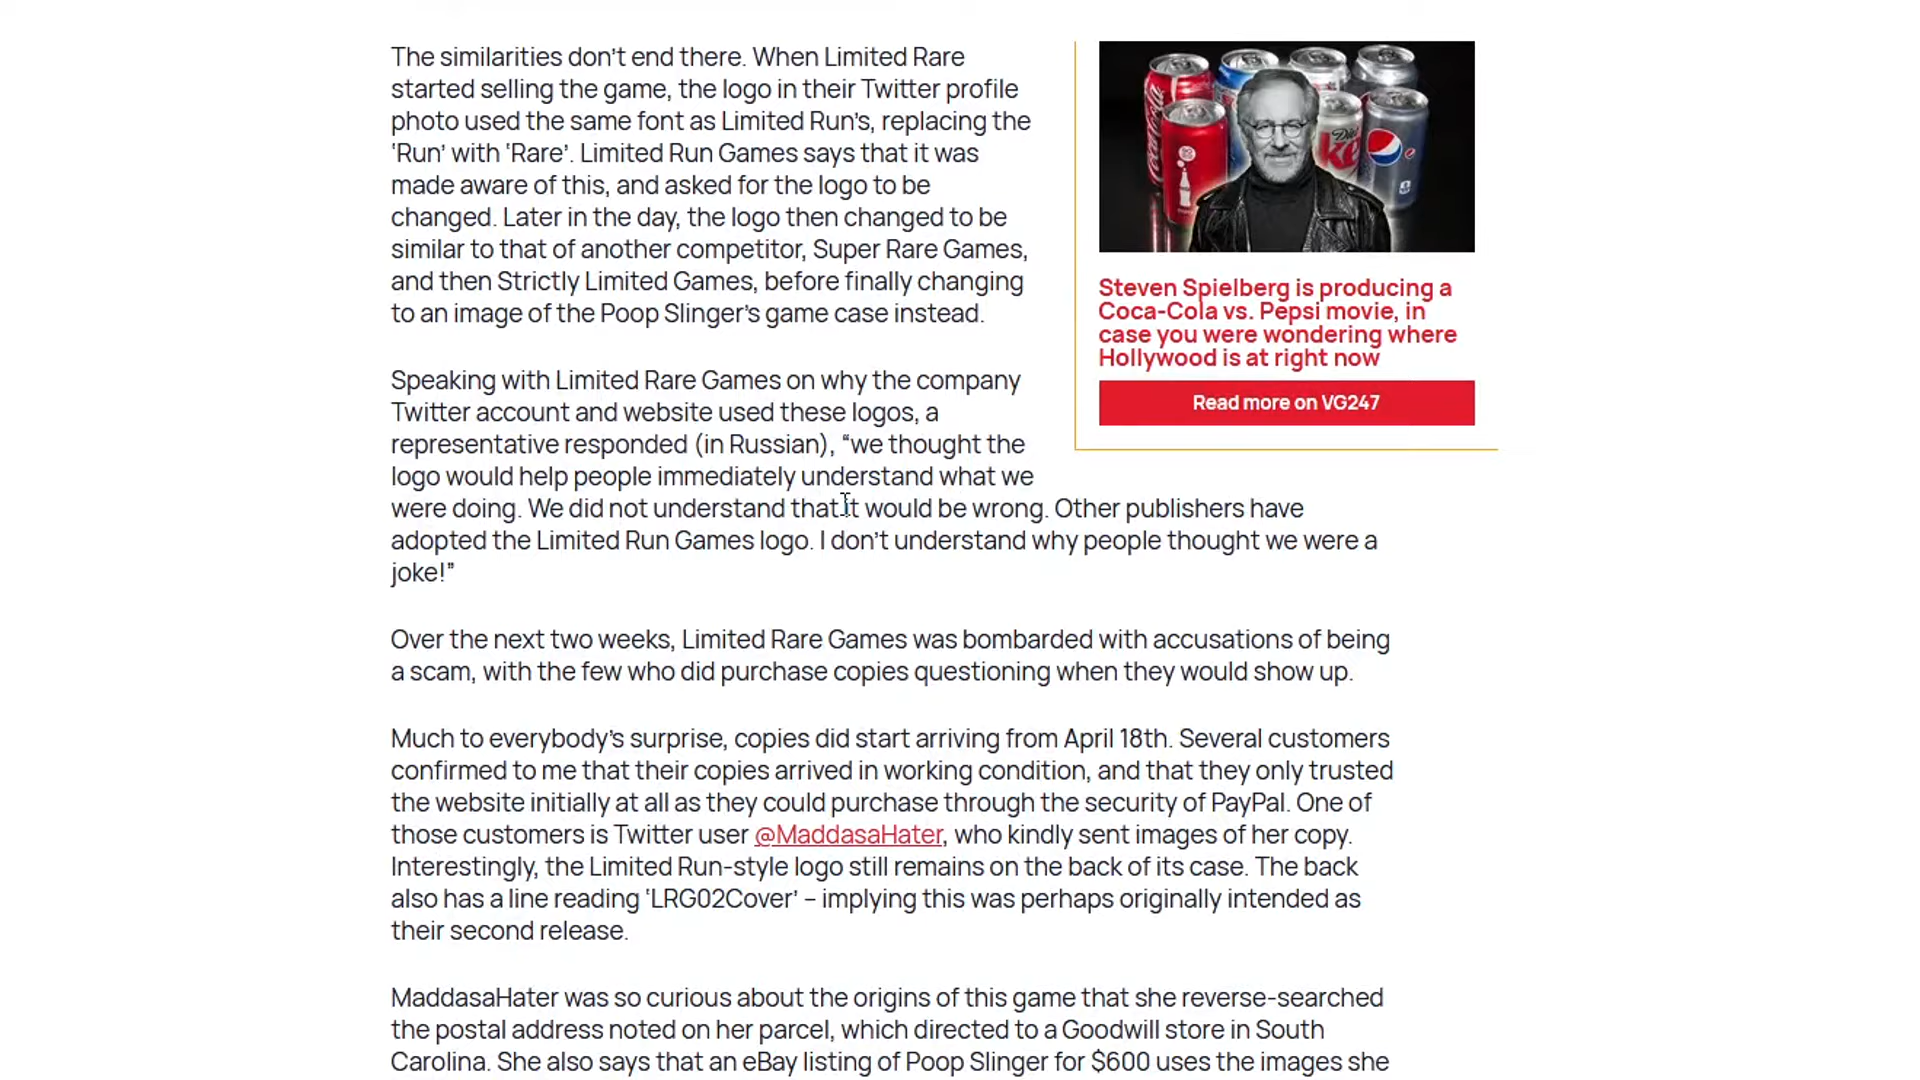 The similarities don't end there. When Limited Rare
started selling the game, the logo in their Twitter profile
photo used the same font as Limited Run's, replacing the
'Run' with 'Rare'. Limited Run Games says that it was
made aware of this, and asked for the logo to be
changed. Later in the day, the logo then changed to be
similar to that of another competitor, Super Rare Games,
and then Strictly Limited Games, before finally changing
to an image of the Poop Slinger's game case instead.
Speaking with Limited Rare Games on why the company
Twitter account and website used these logos, a
representative responded (in Russian), “we thought the
logo would help people immediately understand what we
were doing. We did not understand that it would be wrong. Other publishers have
adopted the Limited Run Games logo. I don't understand why people thought we were a
joke!”
Over the next two weeks, Limited Rare Games was bombarded with accusations of being
a scam, with the few who did purchase copies questioning when they would show up.
Much to everybody's surprise, copies did start arriving from April 18th. Several customers
confirmed to me that their copies arrived in working condition, and that they only trusted
the website initially at all as they could purchase through the security of PayPal. One of
those customers is Twitter user @MaddasaHater, who kindly sent images of her copy.
Interestingly, the Limited Run-style logo still remains on the back of its case. The back
also has a line reading ‘LRG02Cover’ – implying this was perhaps originally intended as
their second release.
MaddasaHater was so curious about the origins of this game that she reverse-searched
the postal address noted on her parcel, which directed to a Goodwill store in South
Carolina. She also says that an eBay listing of Poop Slinger for $600 uses the images she
Coca-Cola
Diet
Steven Spielberg is producing a
Coca-Cola vs. Pepsi movie, in
case you were wondering where
Hollywood is at right now
Read more on VG247